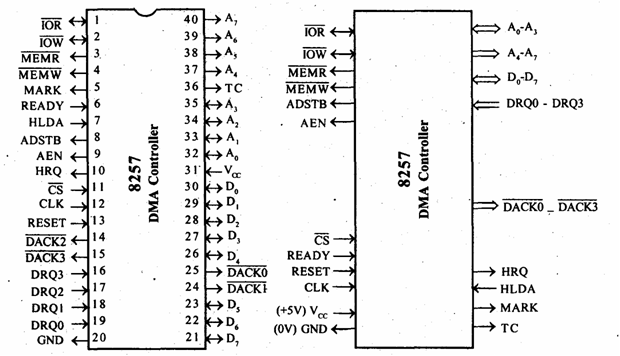 IOR 1 40 A7
IOW 2 39 A6
MEMR 3 38 A5
MEMW 4 37 A4
MARK 5 36 TC
READY 6 35 A3
HLDA 7 34 A2
ADSTB 8 33 A1
AEN 9 32 A0
HRQ 10 31 VCC
CS 11 30 D0
CLK 12 29 D1
RESET 13 28 D2
DACK2 14 27 D3
DACK3 15 26 D4
DRQ3 16 25 DACK0
DRQ2 17 24 DACK1
DRQ1 18 23 D5
DRQ0 19 22 D6
GND 20 21 D7
8257
DMA Controller
IOR A0-A3
IOW A4-A7
MEMR
MEMW D0-D7
ADSTB DRQ0 - DRQ3
AEN
8257
DMA Controller
DACK0 - DACK3
CS
READY
RESET HRQ
CLK HLDA
(+5V) VCC MARK
(0V) GND TC